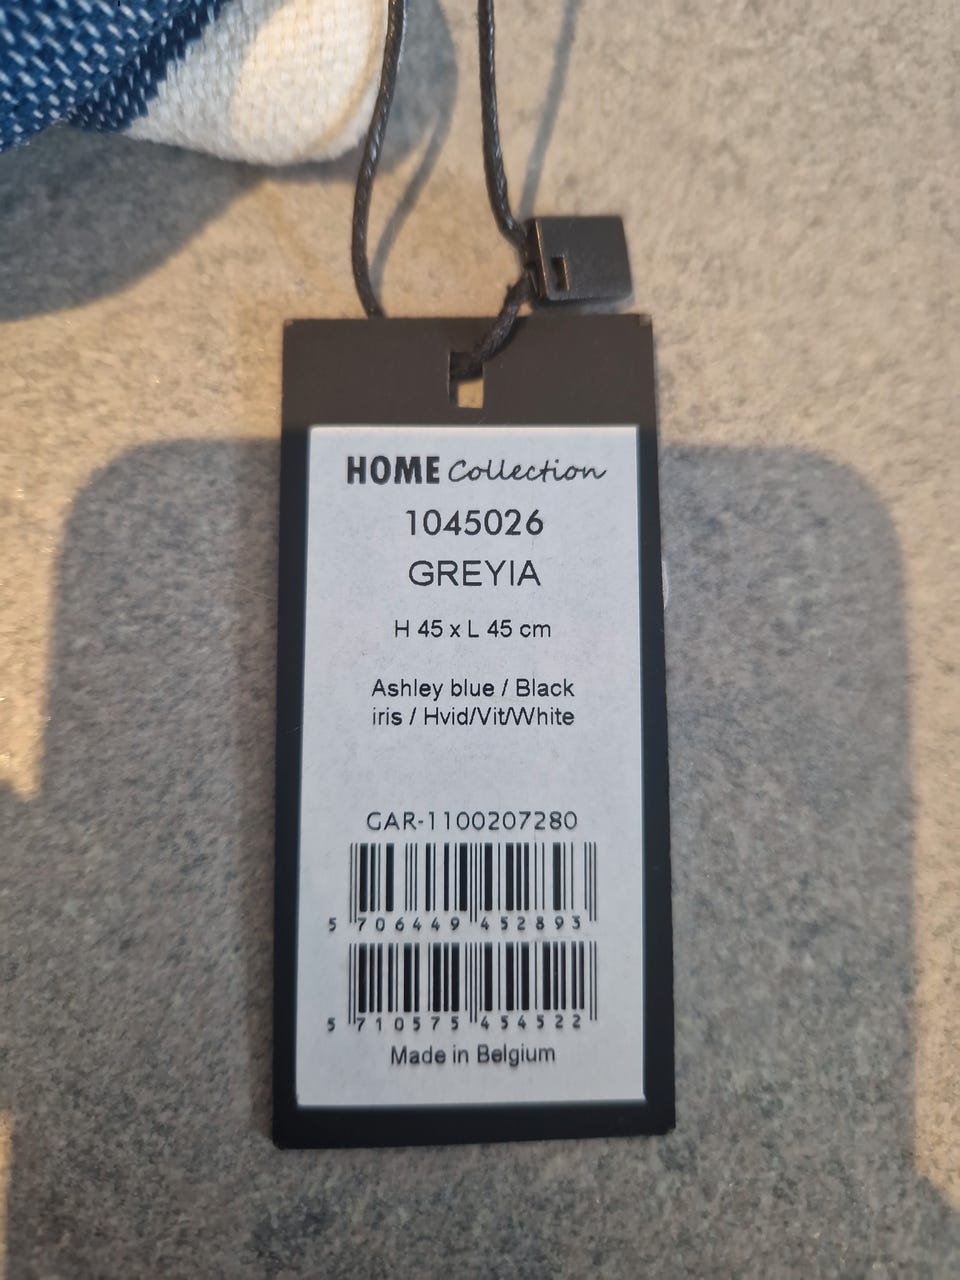 HOME Collection
1045026
GREYIA
H 45 x L 45 cm
Ashley blue / Black
iris / Hvid/Vit/White
GAR-1100207280
5 706449 452893
5 710575 454522
Made in Belgium